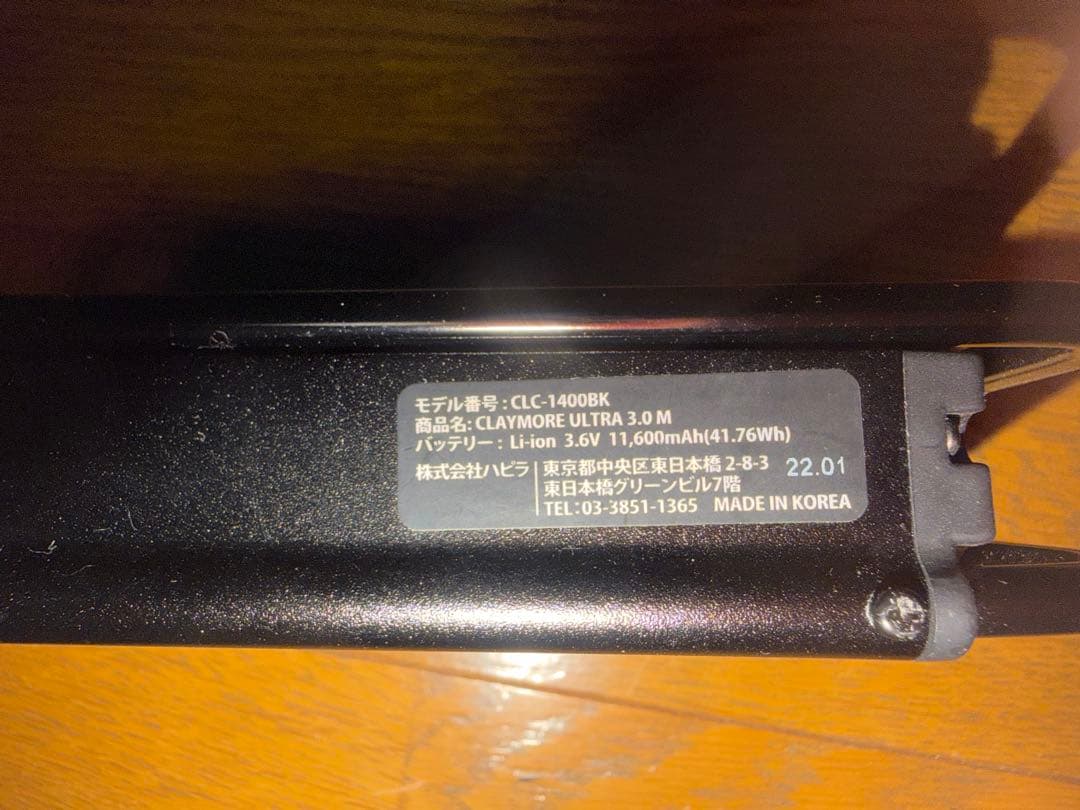 モデル番号 : CLC-1400BK
商品名: CLAYMORE ULTRA 3.0 M
バッテリー : Li-ion 3.6V 11,600mAh(41.76Wh)
株式会社ハピラ
東京都中央区東日本橋 2-8-3
東日本橋グリーンビル7階
22.01
TEL : 03-3851-1365 MADE IN KOREA